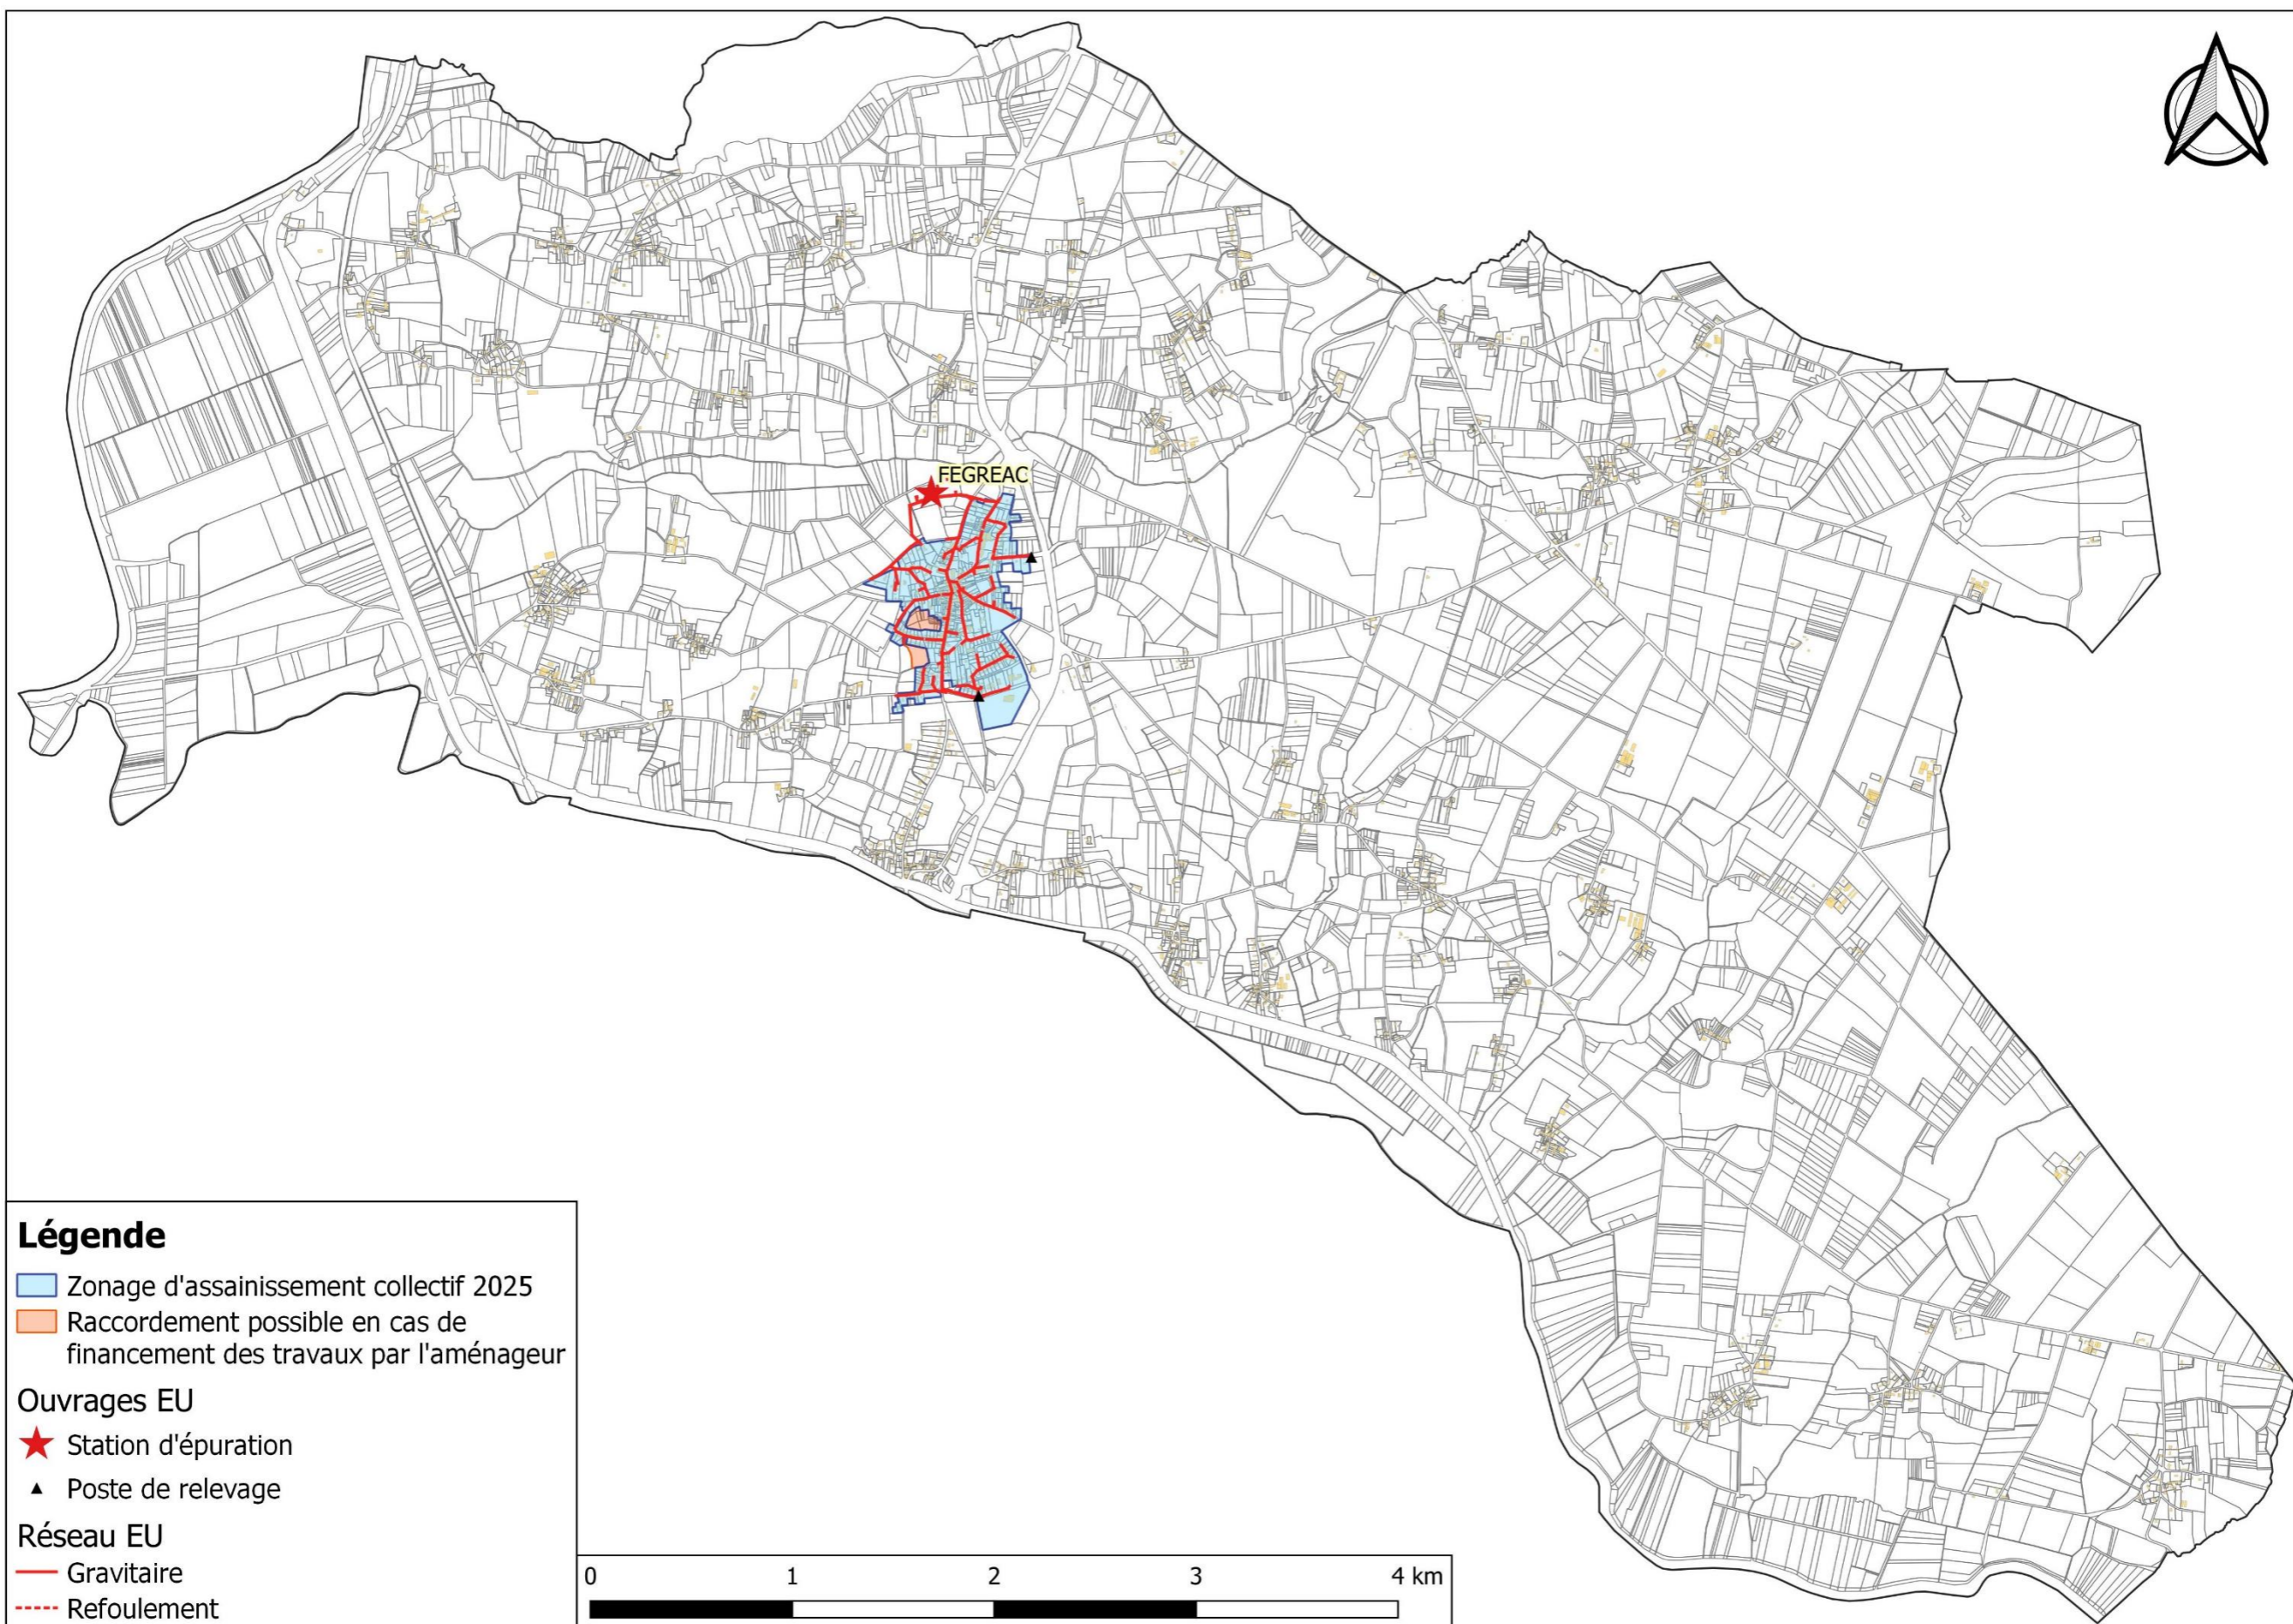 FEGREAC
Légende
Zonage d'assainissement collectif 2025
Raccordement possible en cas de
financement des travaux par l'aménageur
Ouvrages EU
Station d'épuration
Poste de relevage
Réseau EU
Gravitaire
Refoulement
0 1 2 3 4 km